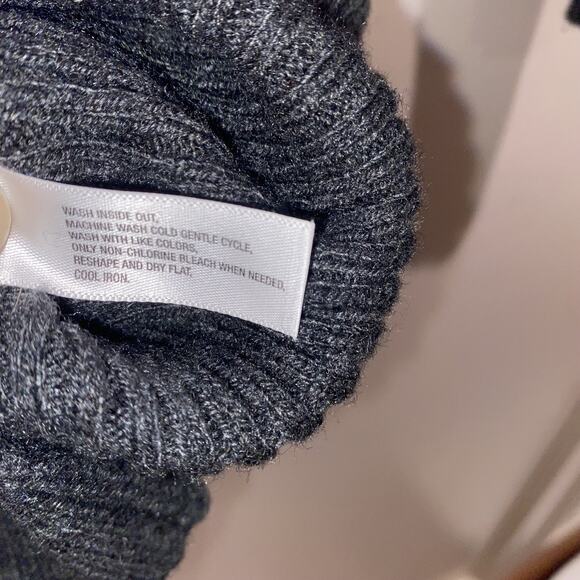 WASH INSIDE OUT,
MACHINE WASH COLD GENTLE CYCLE,
WASH WITH LIKE COLORS,
ONLY NON-CHLORINE BLEACH WHEN NEEDED,
RESHAPE AND DRY FLAT,
COOL IRON.